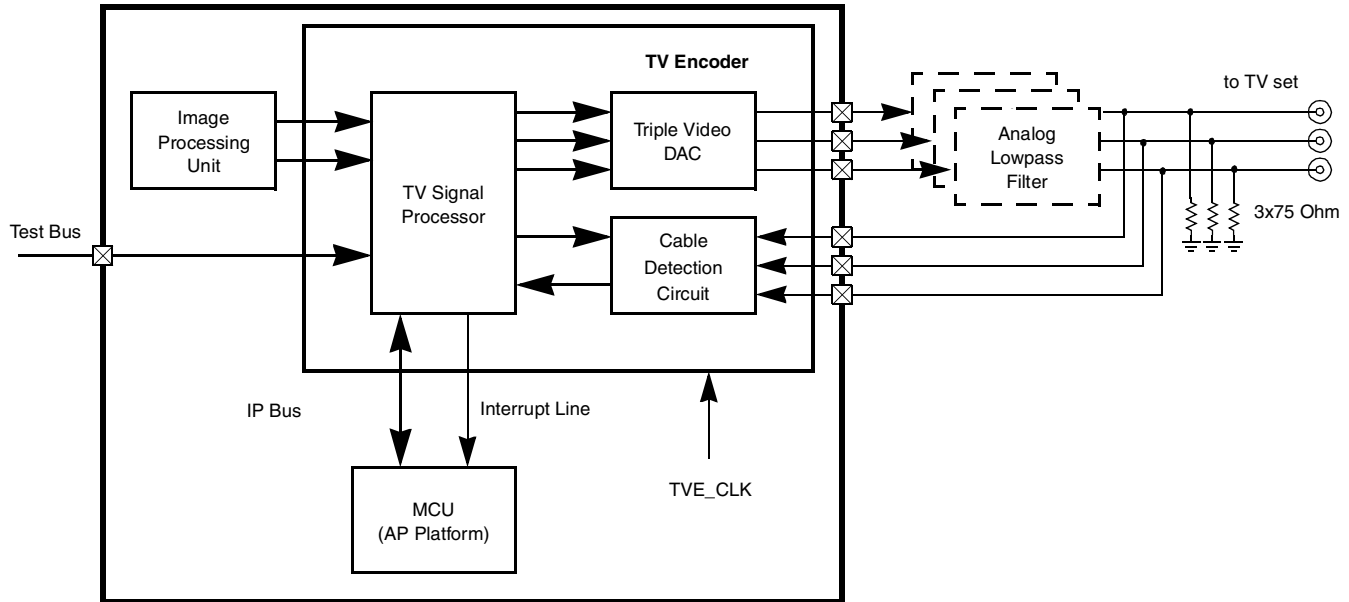 TV Encoder
to TV set
Image
Processing
Unit
Triple Video
DAC
Analog
Lowpass
Filter
TV Signal
Processor
3x75 Ohm
Test Bus
Cable
Detection
Circuit
IP Bus
Interrupt Line
TVE_CLK
MCU
(AP Platform)